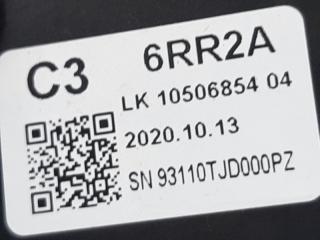 C3 6RR2A
LK 10506854 04
2020.10.13
SN 93110TJD000PZ